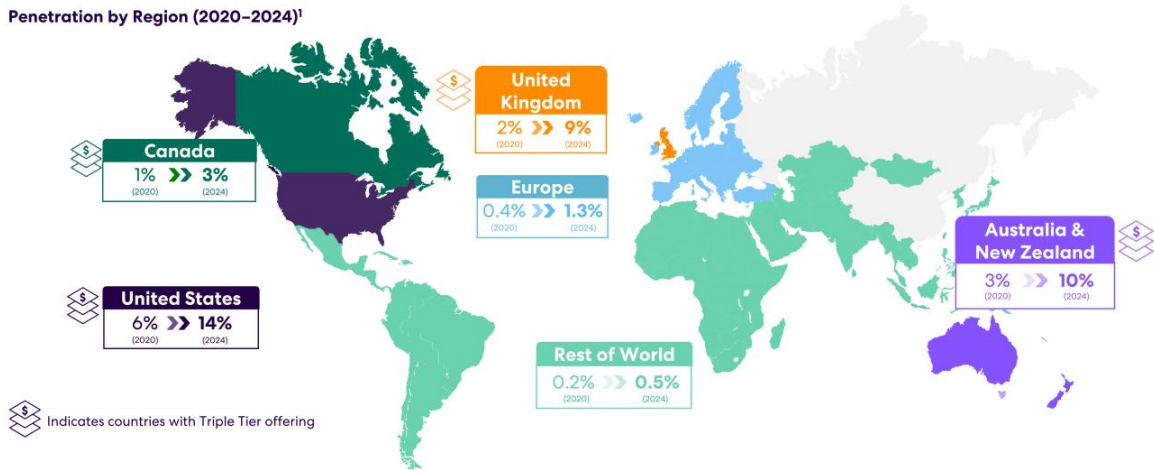 Penetration by Region (2020–2024)¹
$
United
Kingdom
2% 9%
(2020) (2024)
$
Canada
1% 3%
(2020) (2024)
Europe
0.4% 1.3%
(2020) (2024)
Australia &
New Zealand
3% 10%
(2020) (2024)
$
$
United States
6% 14%
(2020) (2024)
Rest of World
0.2% 0.5%
(2020) (2024)
$
Indicates countries with Triple Tier offering